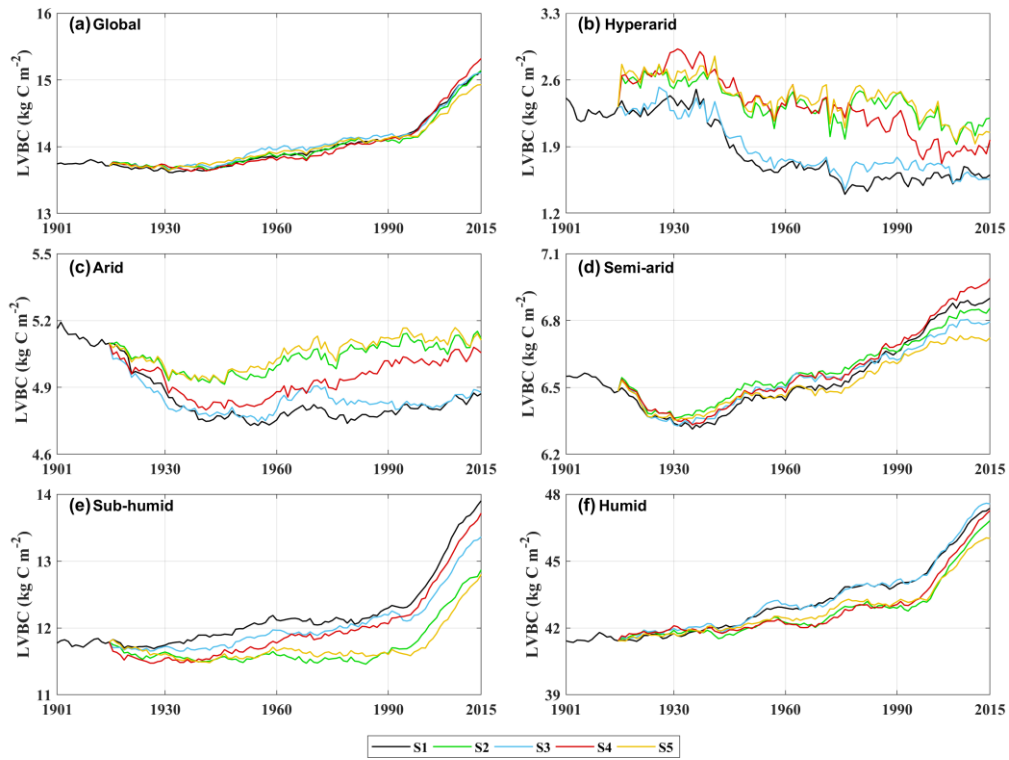 (a) Global
LVBC (kg C m⁻²)
16
15
14
13
1901 1930 1960 1990 2015
(b) Hyperarid
LVBC (kg C m⁻²)
3.3
2.6
1.9
1.2
1901 1930 1960 1990 2015
(c) Arid
LVBC (kg C m⁻²)
5.5
5.2
4.9
4.6
1901 1930 1960 1990 2015
(d) Semi-arid
LVBC (kg C m⁻²)
7.1
6.8
6.5
6.2
1901 1930 1960 1990 2015
(e) Sub-humid
LVBC (kg C m⁻²)
14
13
12
11
1901 1930 1960 1990 2015
(f) Humid
LVBC (kg C m⁻²)
48
45
42
39
1901 1930 1960 1990 2015
S1 S2 S3 S4 S5